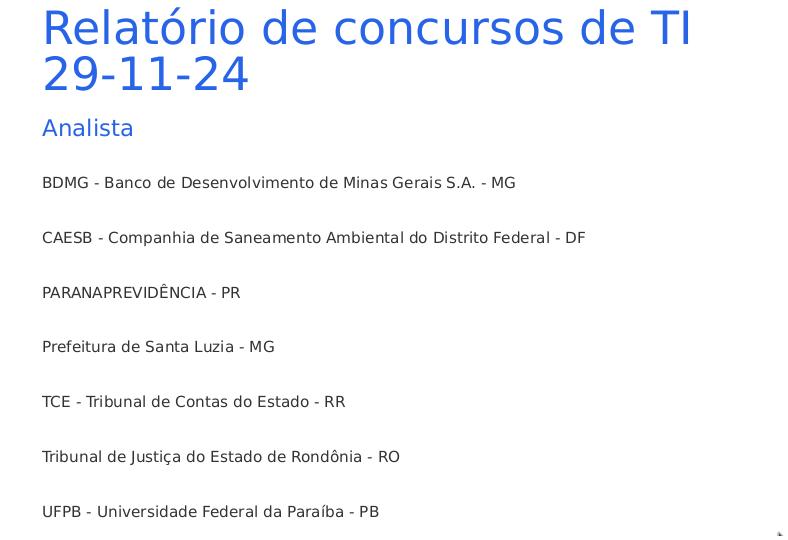 Relatório de concursos de TI
29-11-24
Analista
BDMG - Banco de Desenvolvimento de Minas Gerais S.A. - MG
CAESB - Companhia de Saneamento Ambiental do Distrito Federal - DF
PARANAPREVIDÊNCIA - PR
Prefeitura de Santa Luzia - MG
TCE - Tribunal de Contas do Estado - RR
Tribunal de Justiça do Estado de Rondônia - RO
UFPB - Universidade Federal da Paraíba - PB